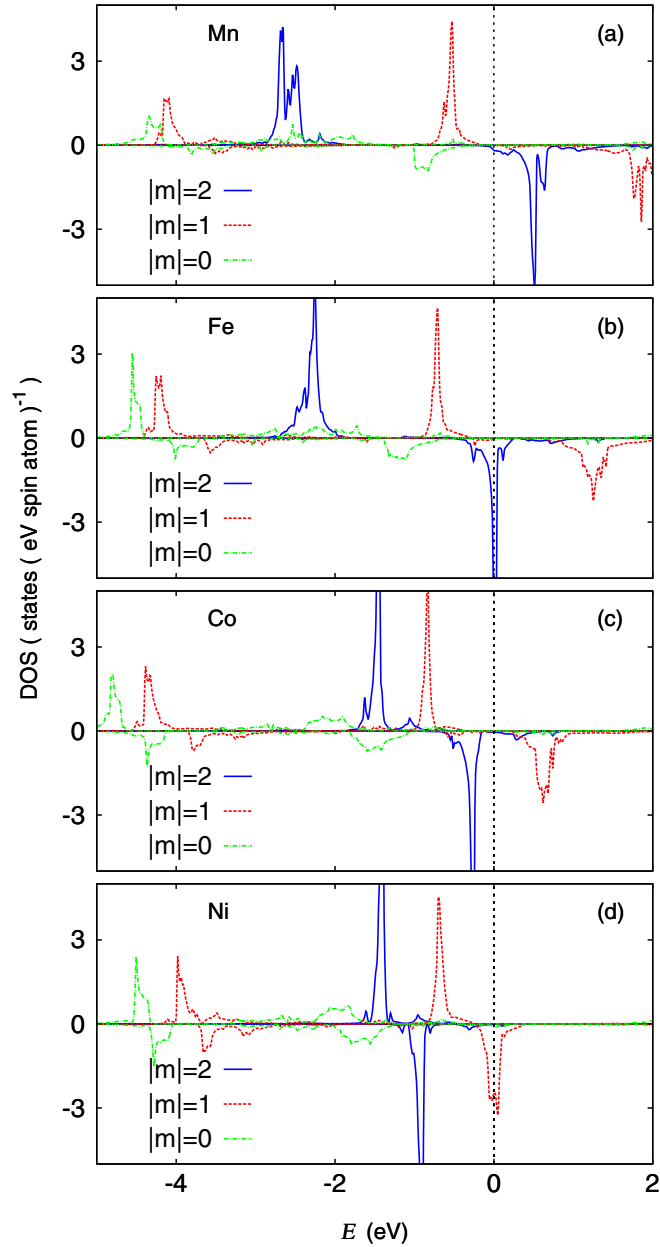 DOS ( states ( eV spin atom )⁻¹ )
Mn
(a)
3
0
-3
|m|=2
|m|=1
|m|=0
Fe
(b)
3
0
-3
|m|=2
|m|=1
|m|=0
Co
(c)
3
0
-3
|m|=2
|m|=1
|m|=0
Ni
(d)
3
0
-3
|m|=2
|m|=1
|m|=0
-4 -2 0 2
E (eV)